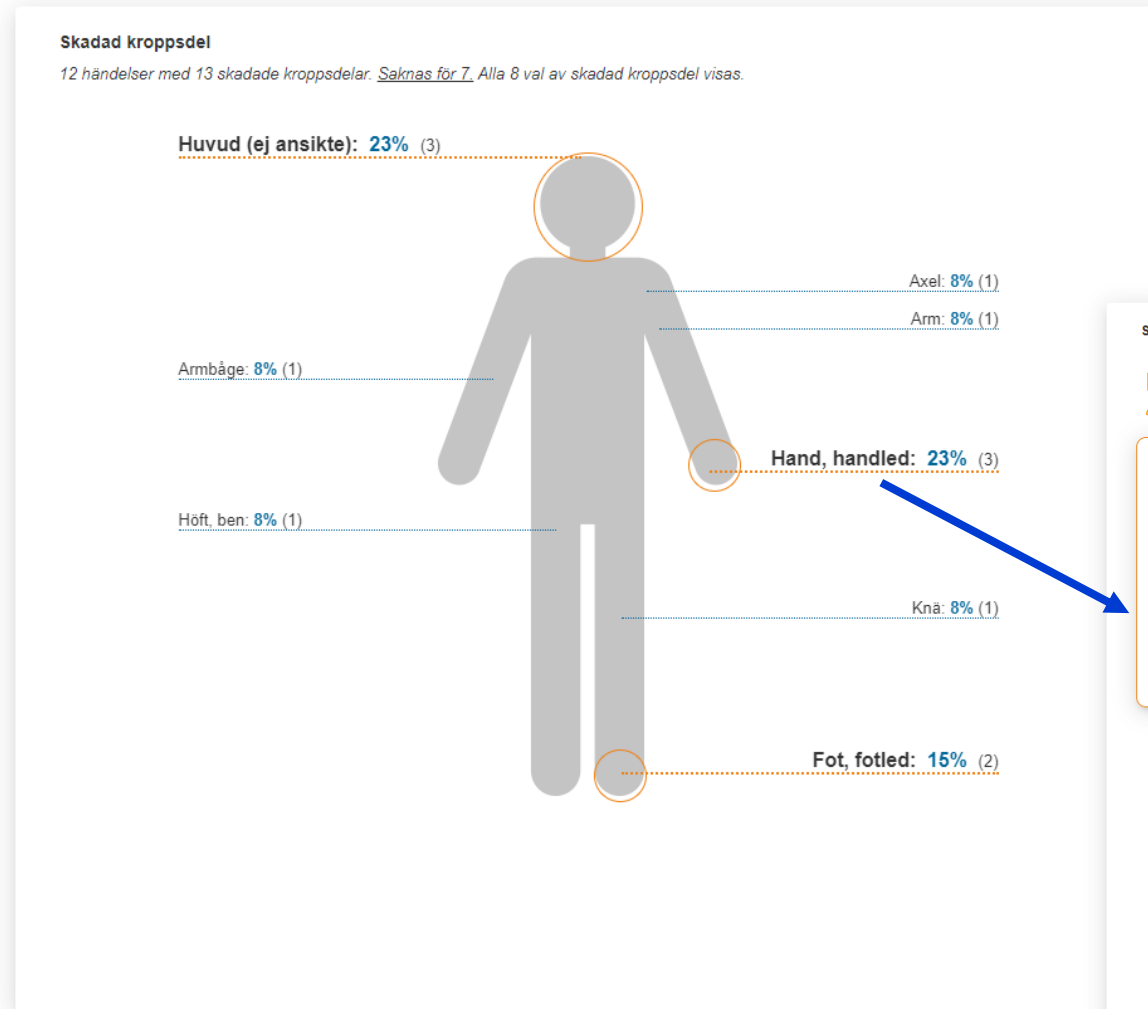 Skadad kroppsdel
12 händelser med 13 skadade kroppsdelar. Saknas för 7. Alla 8 val av skadad kroppsdel visas.
Huvud (ej ansikte): 23% (3)
Axel: 8% (1)
Arm: 8% (1)
Armbåge: 8% (1)
Hand, handled: 23% (3)
Höft, ben: 8% (1)
Knä: 8% (1)
Fot, fotled: 15% (2)